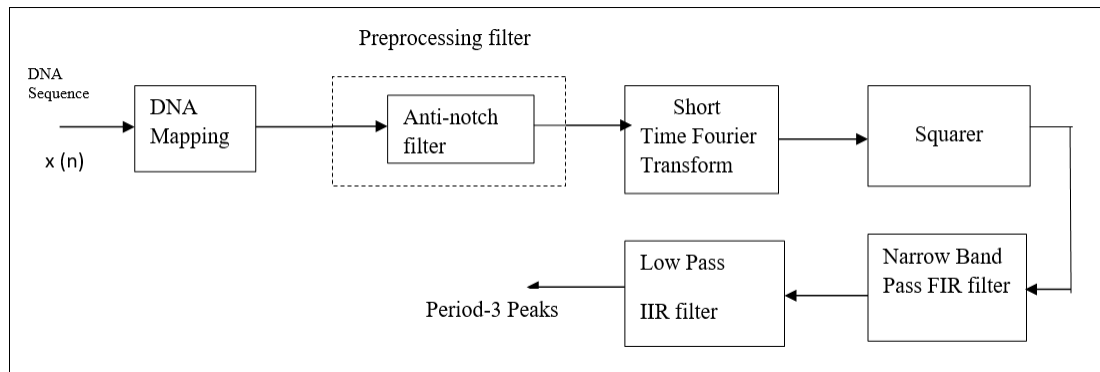 Preprocessing filter
DNA
Sequence
x (n)
DNA
Mapping
Anti-notch
filter
Short
Time Fourier
Transform
Squarer
Narrow Band
Pass FIR filter
Low Pass
IIR filter
Period-3 Peaks